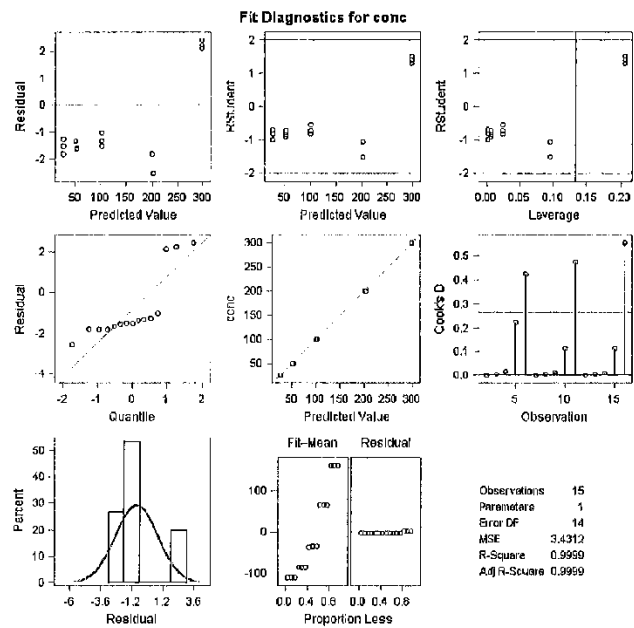 Fit Diagnostics for conc
Residual
2
1
0
-1
-2
50 100 150 200 250 300
Predicted Value
RStudent
2
1
0
-1
-2
50 100 150 200 250 300
Predicted Value
RStudent
2
1
0
-1
-2
0.00 0.05 0.10 0.15 0.20
Leverage
Residual
2
0
-2
-4
-2 -1 0 1 2
Quantile
conc
300
250
200
150
100
50
50 100 150 200 250 300
Predicted Value
Cook's D
0.5
0.4
0.3
0.2
0.1
0.0
5 10 15
Observation
Percent
50
40
30
20
10
0
-6 -3.6 -1.2 1.2 3.6
Residual
Fit–Mean Residual
100
0
-100
0.0 0.4 0.8 0.0 0.4 0.8
Proportion Less
Observations 15
Parameters 1
Error DF 14
MSE 3.4312
R-Square 0.9999
Adj R-Square 0.9999